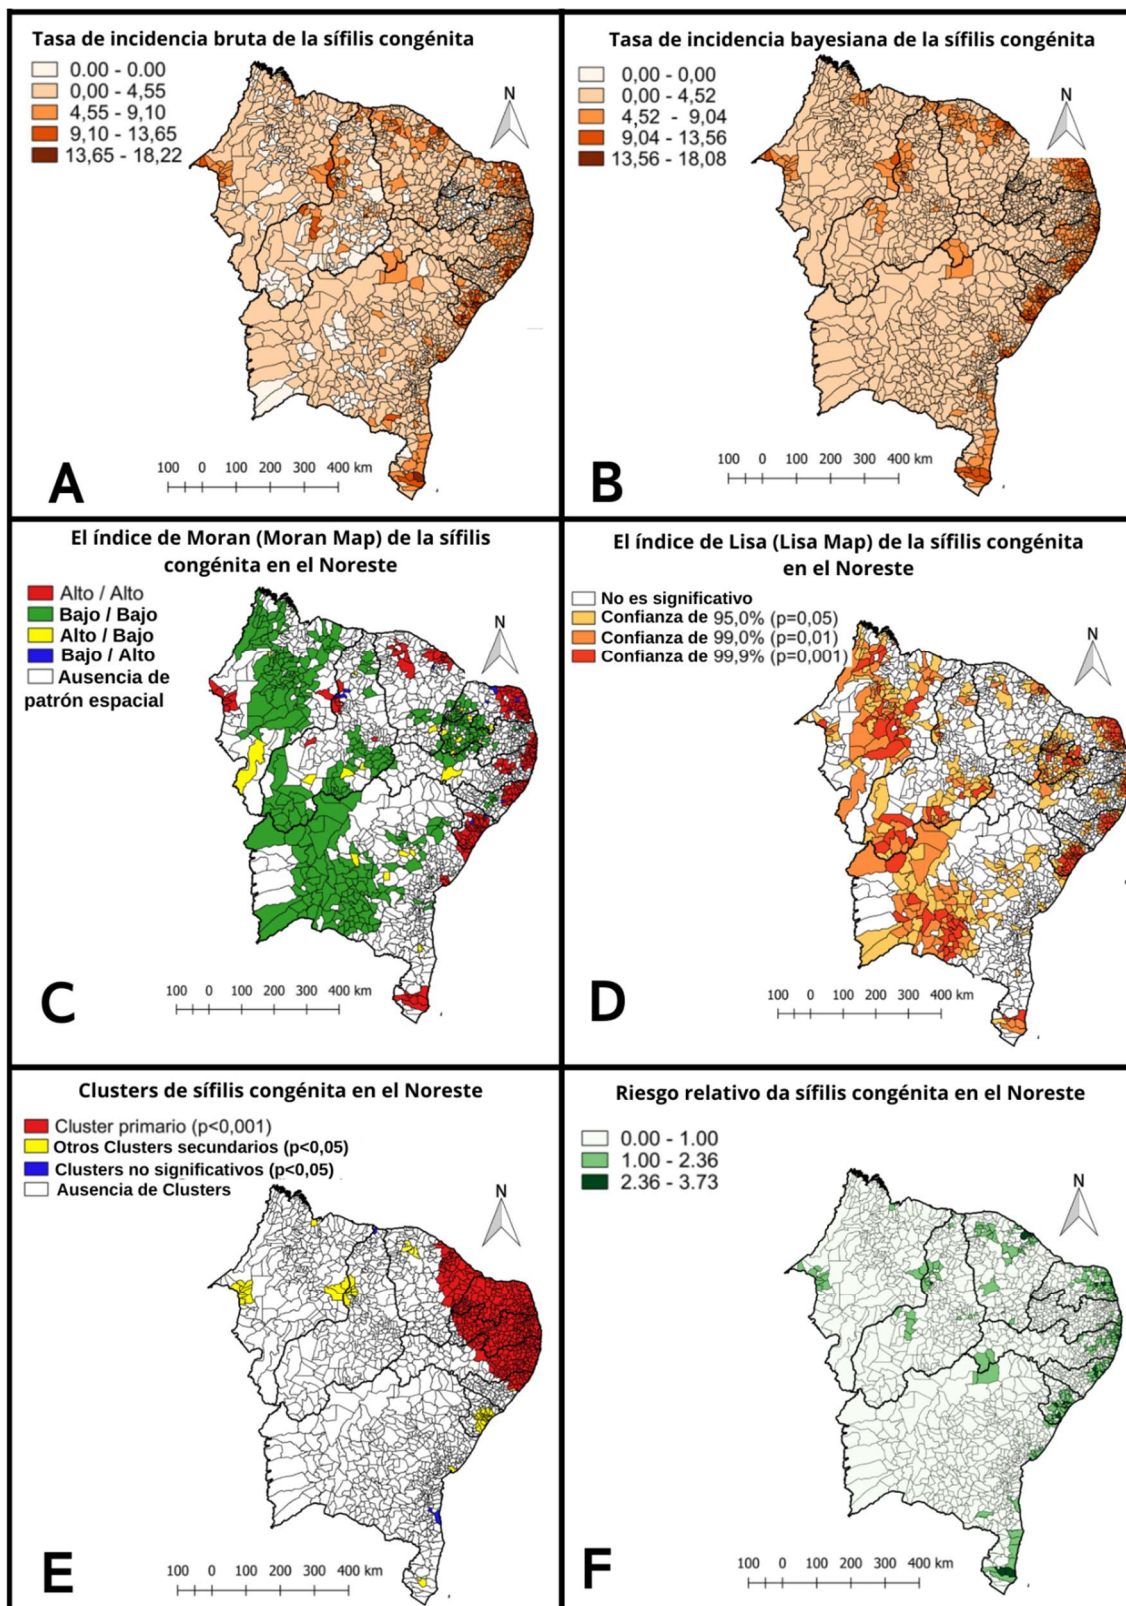 Tasa de incidencia bruta de la sífilis congénita
0.00 - 0.00
0,00 - 4,55
4,55 - 9,10
9,10 - 13,65
13,65 - 18,22
N
100 0 100 200 300 400 km
A
Tasa de incidencia bayesiana de la sífilis congénita
0,00 - 0,00
0,00 - 4,52
4,52 - 9,04
9,04 - 13,56
13,56 - 18,08
N
100 0 100 200 300 400 km
B
El índice de Moran (Moran Map) de la sífilis
congénita en el Noreste
Alto / Alto
Bajo / Bajo
Alto / Bajo
Bajo / Alto
Ausencia de
patrón espacial
N
100 0 100 200 300 400 km
C
El índice de Lisa (Lisa Map) de la sífilis congénita
en el Noreste
No es significativo
Confianza de 95,0% (p=0,05)
Confianza de 99,0% (p=0,01)
Confianza de 99,9% (p=0,001)
N
100 0 100 200 300 400 km
D
Clusters de sífilis congénita en el Noreste
Cluster primario (p<0,001)
Otros Clusters secundarios (p<0,05)
Clusters no significativos (p<0,05)
Ausencia de Clusters
N
100 0 100 200 300 400 km
E
Riesgo relativo da sífilis congénita en el Noreste
0.00 - 1.00
1.00 - 2.36
2.36 - 3.73
N
100 0 100 200 300 400 km
F